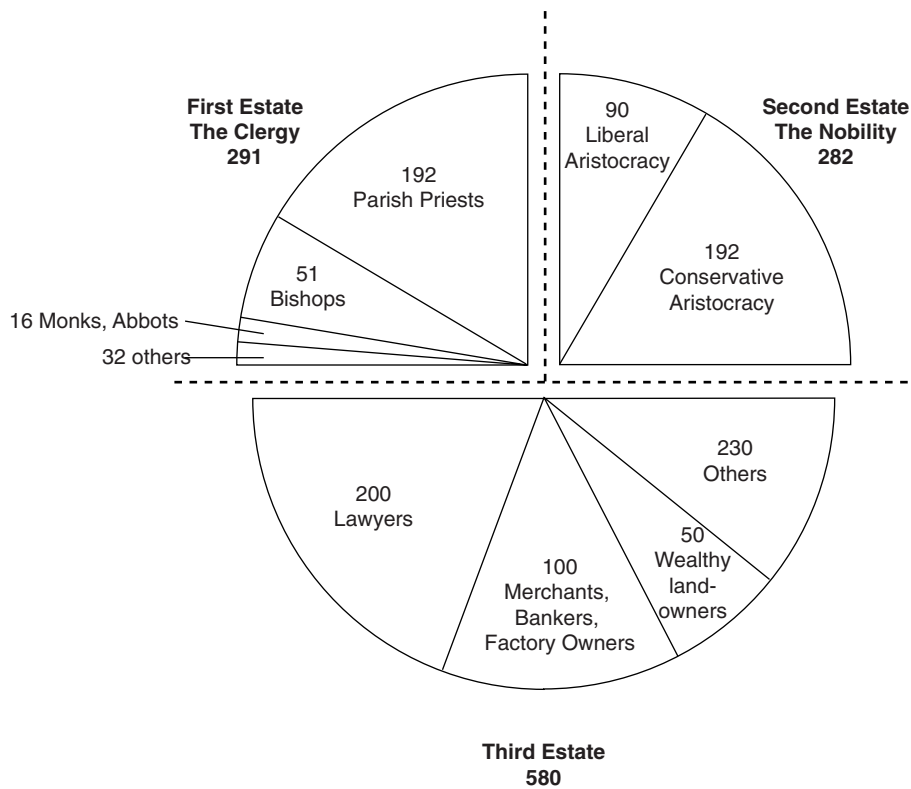 First Estate
The Clergy
291
192
Parish Priests
51
Bishops
16 Monks, Abbots
32 others
90
Liberal
Aristocracy
Second Estate
The Nobility
282
192
Conservative
Aristocracy
200
Lawyers
100
Merchants,
Bankers,
Factory Owners
50
Wealthy
land-
owners
230
Others
Third Estate
580